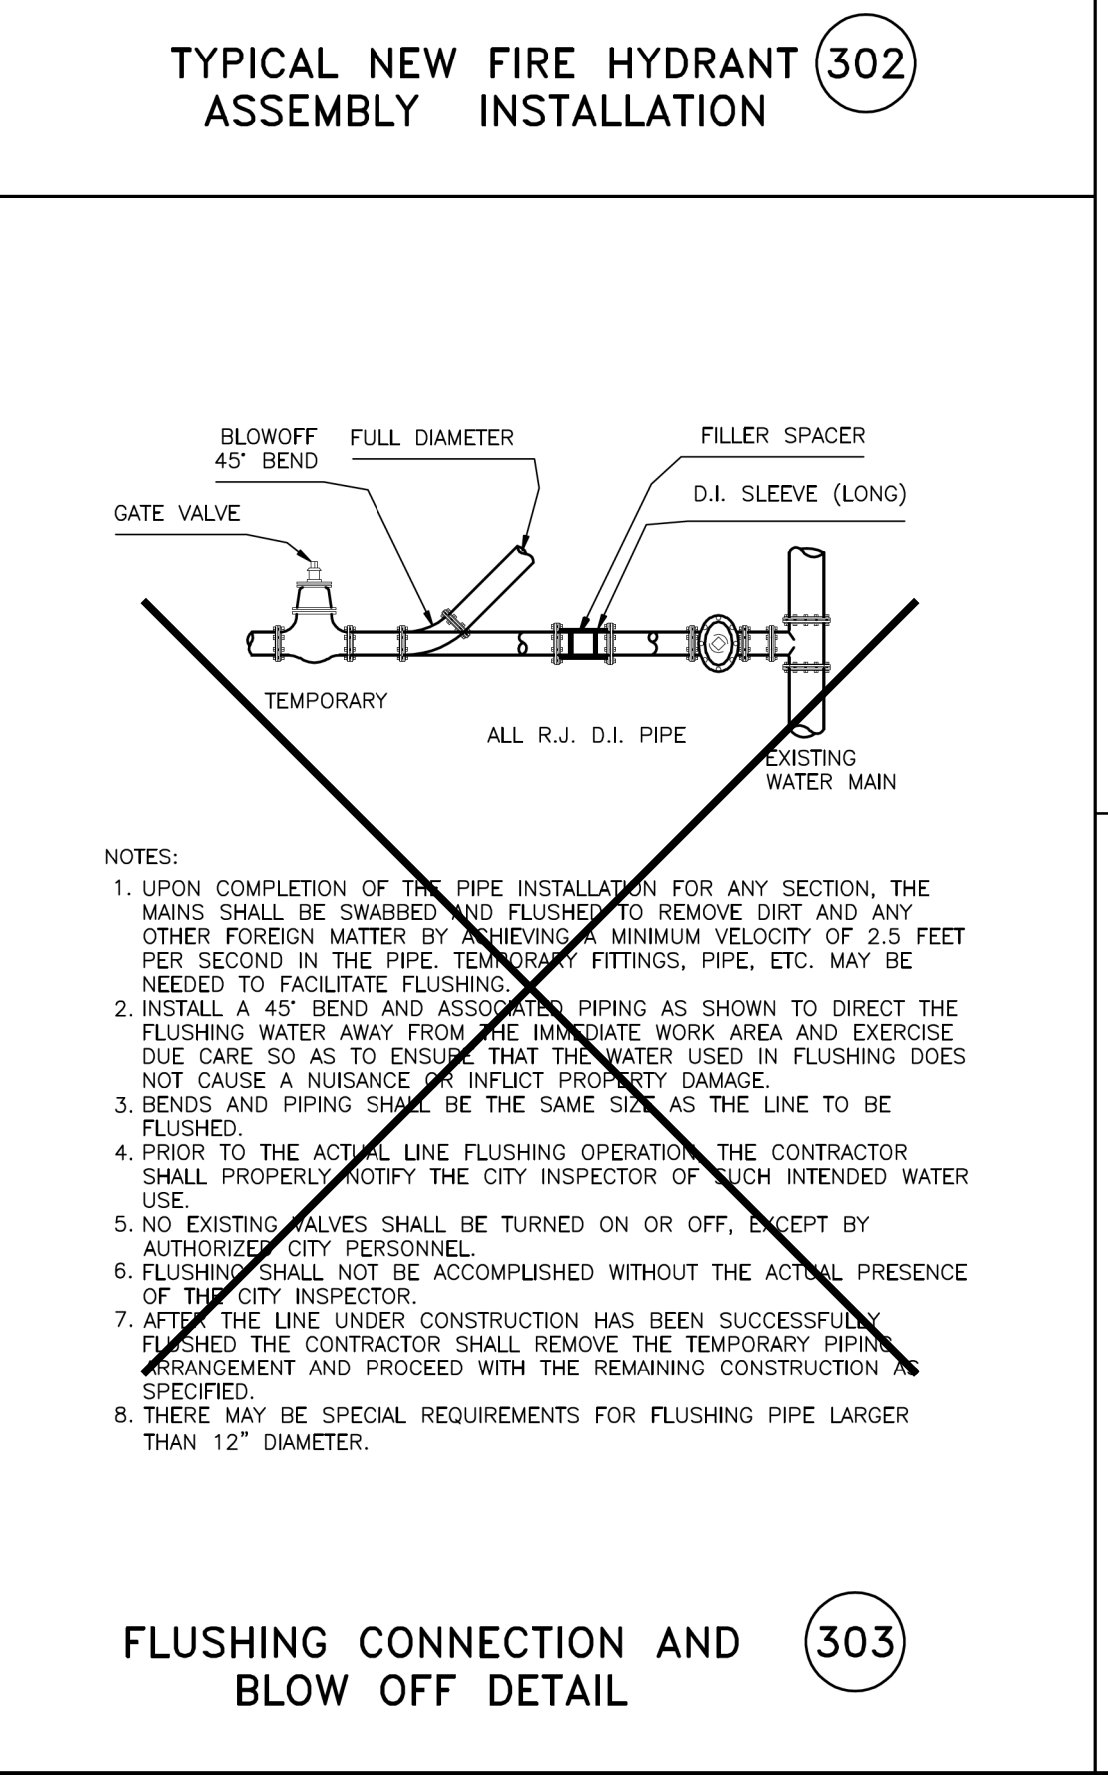 TYPICAL NEW FIRE HYDRANT 302
ASSEMBLY INSTALLATION
BLOWOFF
45° BEND
FULL DIAMETER
FILLER SPACER
D.I. SLEEVE (LONG)
GATE VALVE
TEMPORARY
ALL R.J. D.I. PIPE
EXISTING
WATER MAIN
NOTES:
1. UPON COMPLETION OF THE PIPE INSTALLATION FOR ANY SECTION, THE
MAINS SHALL BE SWABBED AND FLUSHED TO REMOVE DIRT AND ANY
OTHER FOREIGN MATTER BY ACHIEVING A MINIMUM VELOCITY OF 2.5 FEET
PER SECOND IN THE PIPE. TEMPORARY FITTINGS, PIPE, ETC. MAY BE
NEEDED TO FACILITATE FLUSHING.
2. INSTALL A 45° BEND AND ASSOCIATED PIPING AS SHOWN TO DIRECT THE
FLUSHING WATER AWAY FROM THE IMMEDIATE WORK AREA AND EXERCISE
DUE CARE SO AS TO ENSURE THAT THE WATER USED IN FLUSHING DOES
NOT CAUSE A NUISANCE OR INFLICT PROPERTY DAMAGE.
3. BENDS AND PIPING SHALL BE THE SAME SIZE AS THE LINE TO BE
FLUSHED.
4. PRIOR TO THE ACTUAL LINE FLUSHING OPERATION, THE CONTRACTOR
SHALL PROPERLY NOTIFY THE CITY INSPECTOR OF SUCH INTENDED WATER
USE.
5. NO EXISTING VALVES SHALL BE TURNED ON OR OFF, EXCEPT BY
AUTHORIZED CITY PERSONNEL.
6. FLUSHING SHALL NOT BE ACCOMPLISHED WITHOUT THE ACTUAL PRESENCE
OF THE CITY INSPECTOR.
7. AFTER THE LINE UNDER CONSTRUCTION HAS BEEN SUCCESSFULLY
FLUSHED THE CONTRACTOR SHALL REMOVE THE TEMPORARY PIPING
ARRANGEMENT AND PROCEED WITH THE REMAINING CONSTRUCTION AS
SPECIFIED.
8. THERE MAY BE SPECIAL REQUIREMENTS FOR FLUSHING PIPE LARGER
THAN 12" DIAMETER.
FLUSHING CONNECTION AND 303
BLOW OFF DETAIL